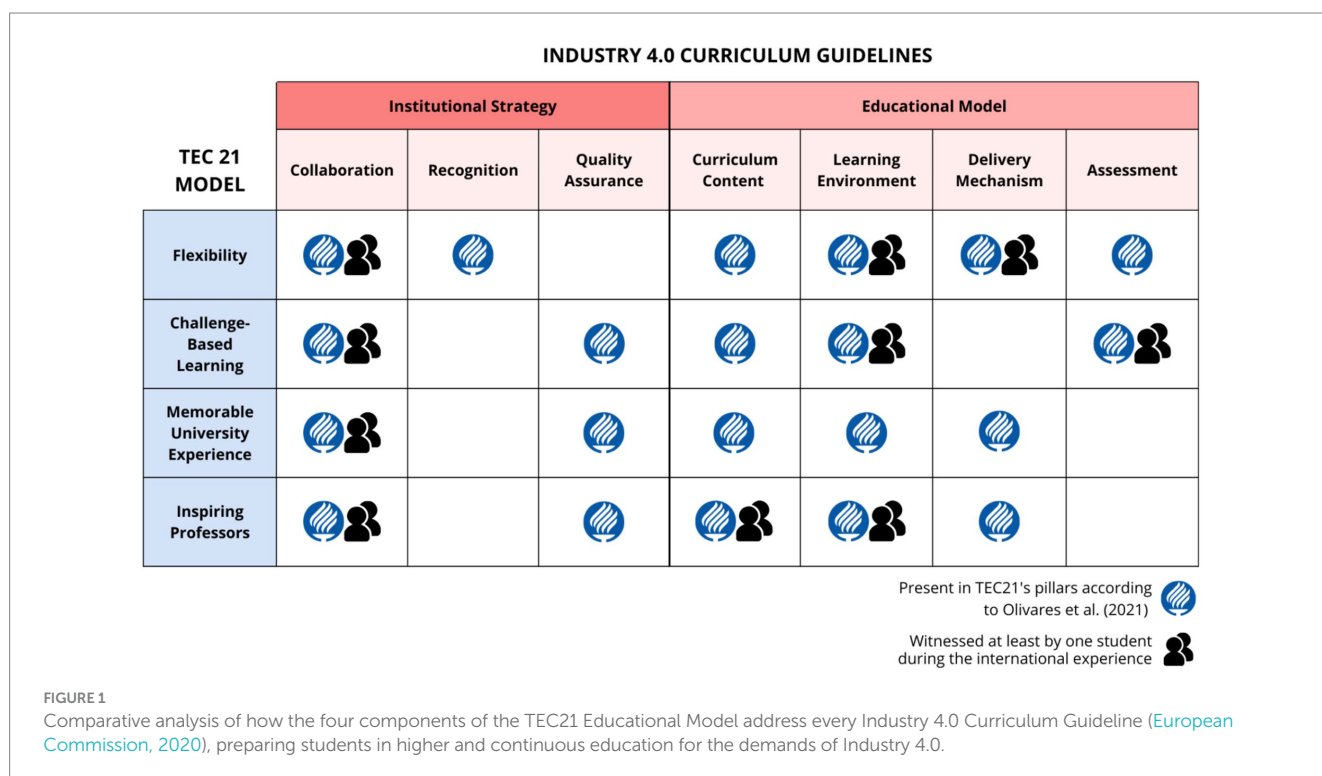 INDUSTRY 4.0 CURRICULUM GUIDELINES
Institutional Strategy
Educational Model
TEC 21
MODEL
Collaboration
Recognition
Quality
Assurance
Curriculum
Content
Learning
Environment
Delivery
Mechanism
Assessment
Flexibility
Challenge-
Based
Learning
Memorable
University
Experience
Inspiring
Professors
Present in TEC21's pillars according
to Olivares et al. (2021)
Witnessed at least by one student
during the international experience
FIGURE 1
Comparative analysis of how the four components of the TEC21 Educational Model address every Industry 4.0 Curriculum Guideline (European
Commission, 2020), preparing students in higher and continuous education for the demands of Industry 4.0.